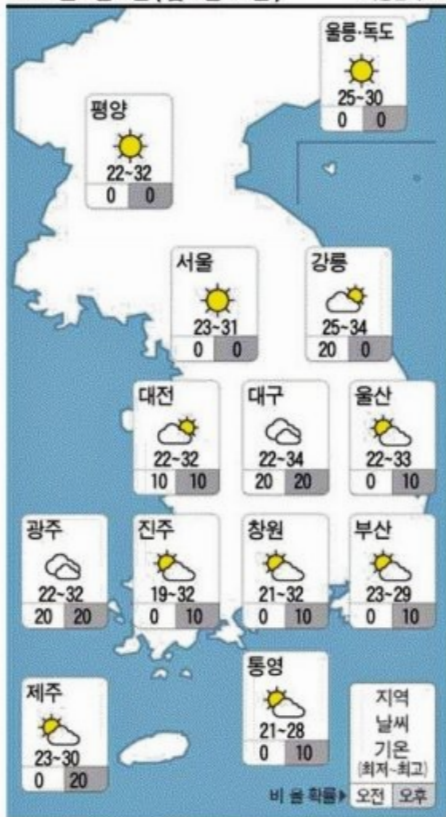 울릉·독도
25~30
0 0
평양
22~32
0 0
서울
23~31
0 0
강릉
25~34
20 0
대전
22~32
10 10
대구
22~34
20 20
울산
22~33
0 10
광주
22~32
20 20
진주
19~32
0 10
창원
21~32
0 10
부산
23~29
0 10
제주
23~30
0 20
통영
21~28
0 10
지역
날씨
기온
(최저~최고)
비 올 확률▶ 오전 오후